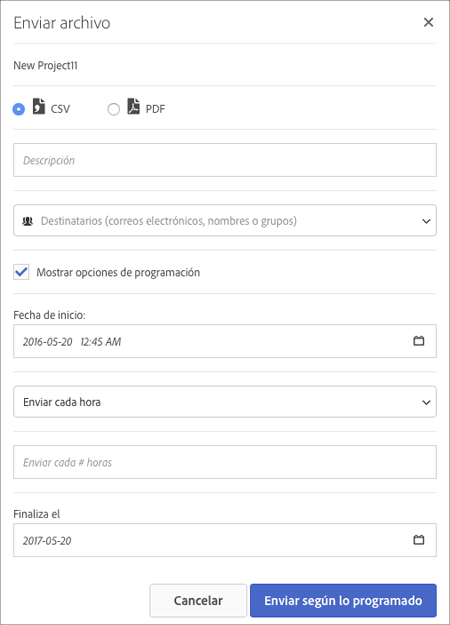 Enviar archivo
New Project11
CSV PDF
Descripción
Destinatarios (correos electrónicos, nombres o grupos)
Mostrar opciones de programación
Fecha de inicio:
2016-05-20 12:45 AM
Enviar cada hora
Enviar cada # horas
Finaliza el
2017-05-20
Cancelar Enviar según lo programado